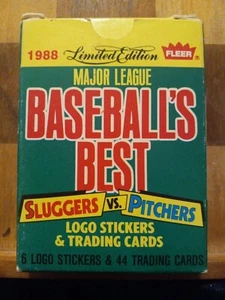 1988 Limited Edition FLEER
MAJOR LEAGUE
BASEBALL'S
BEST
SLUGGERS VS. PITCHERS
LOGO STICKERS
& TRADING CARDS
6 LOGO STICKERS & 44 TRADING CARDS